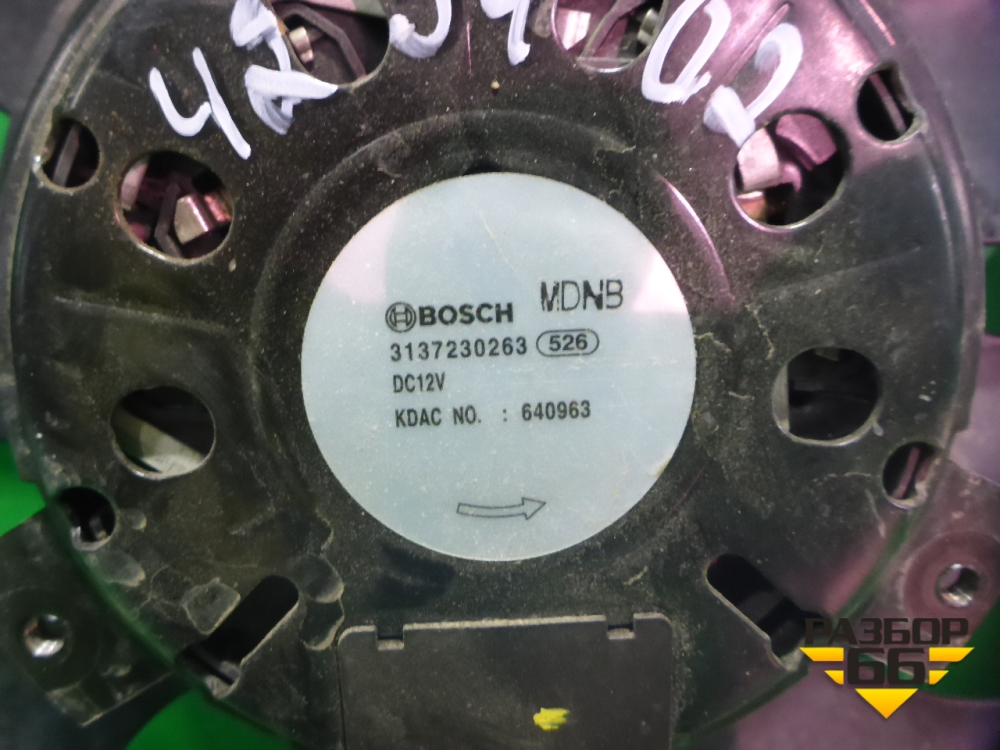 BOSCH MDNB
3137230263 526
DC12V
KDAC NO. : 640963
РАЗБОР
66